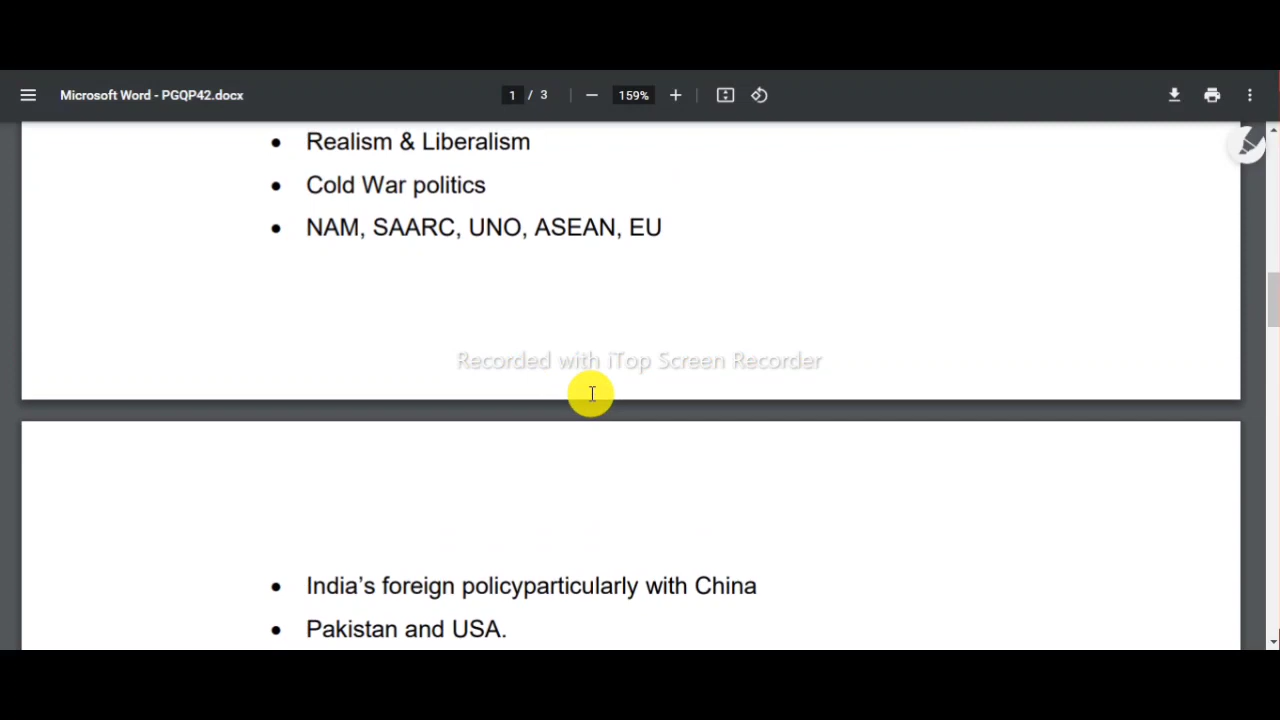 Microsoft Word - PGQP42.docx
1 / 3
159%
• Realism & Liberalism
• Cold War politics
• NAM, SAARC, UNO, ASEAN, EU
Recorded with iTop Screen Recorder
• India's foreign policyparticularly with China
• Pakistan and USA.